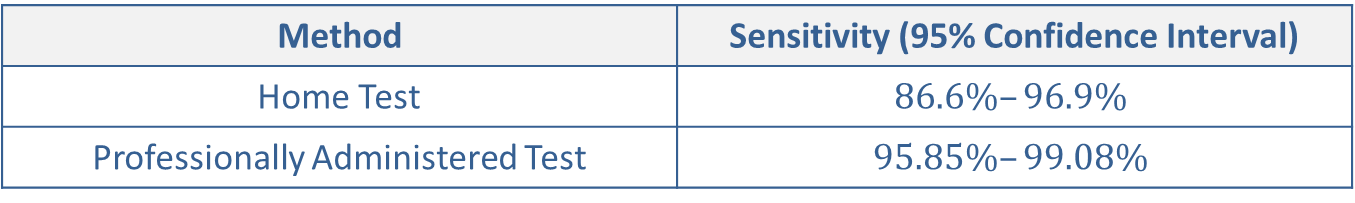 Method Sensitivity (95% Confidence Interval)
Home Test 86.6%– 96.9%
Professionally Administered Test 95.85%– 99.08%